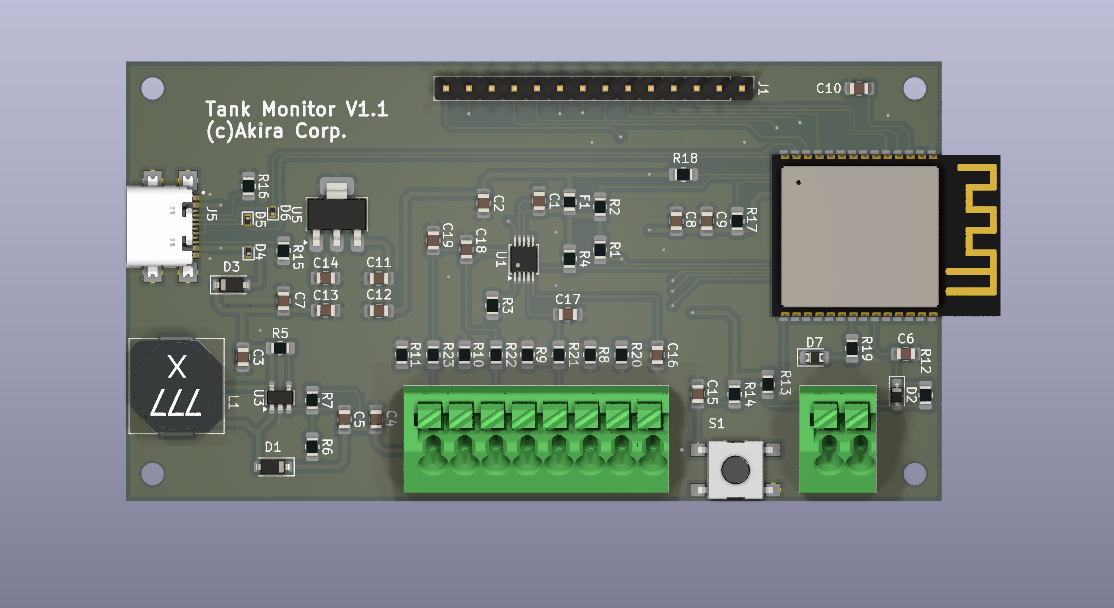 Tank Monitor V1.1
(c)Akira Corp.
J1
C10
R18
R16
J5
D5
D6
U5
D4
R15
D3
C14
C11
C13
C12
C7
C2
C1
F1
R2
C19
C18
U1
R4
R1
C8
C9
R17
R3
C17
R5
C3
R11
R23
R10
R22
R9
R21
R8
R20
C16
D7
R19
C6
R12
D2
R13
R14
C15
X
777
L1
U3
R7
C5
C4
R6
D1
S1